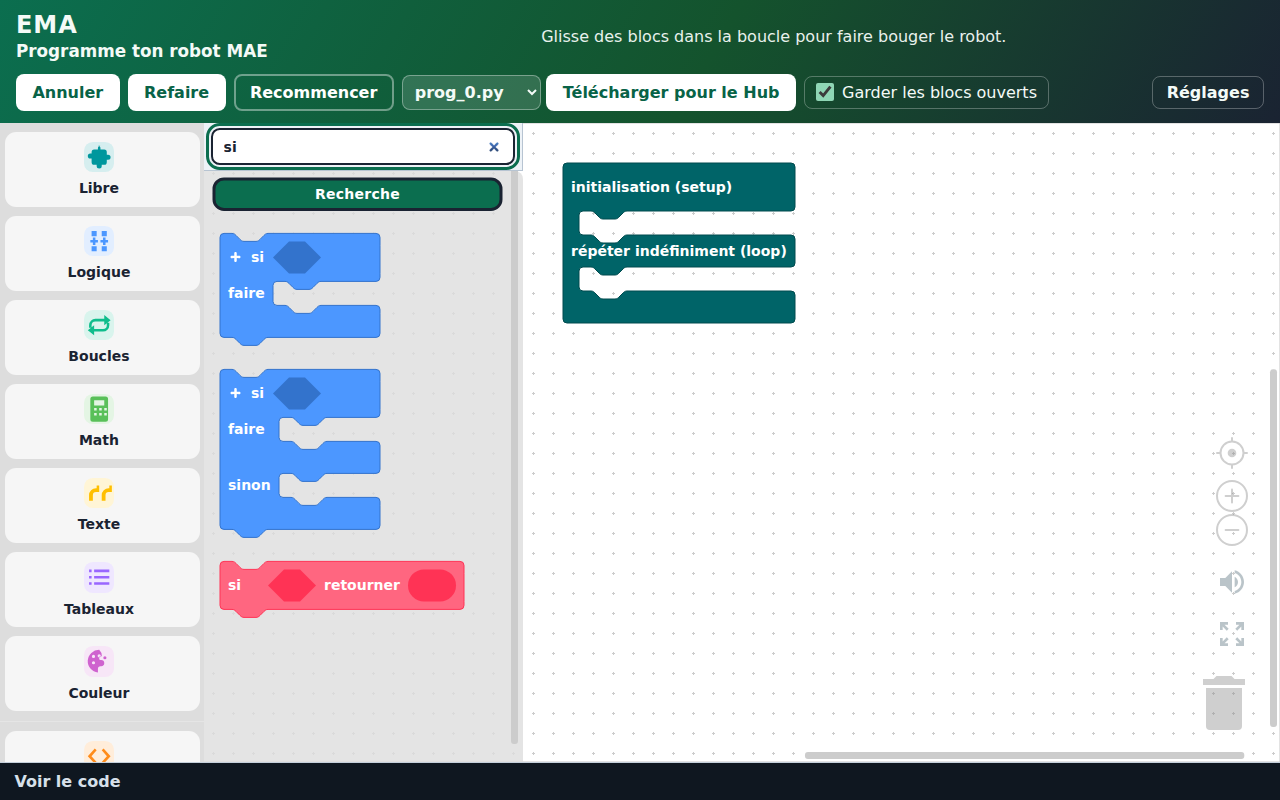 EMA
Programme ton robot MAE
Glisse des blocs dans la boucle pour faire bouger le robot.
Annuler
Refaire
Recommencer
prog_0.py
Télécharger pour le Hub
Garder les blocs ouverts
Réglages
Libre
Logique
Boucles
Math
Texte
Tableaux
Couleur
si
×
Recherche
+ si
faire
+ si
faire
sinon
si retourner
initialisation (setup)
répéter indéfiniment (loop)
Voir le code